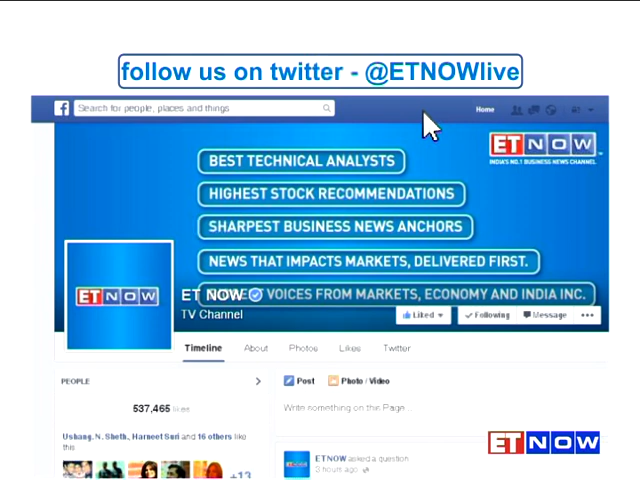 follow us on twitter - @ETNOWlive
Search for people, places and things
Home
ET NOW
INDIA'S NO.1 BUSINESS NEWS CHANNEL
BEST TECHNICAL ANALYSTS
HIGHEST STOCK RECOMMENDATIONS
SHARPEST BUSINESS NEWS ANCHORS
NEWS THAT IMPACTS MARKETS, DELIVERED FIRST.
VOICES FROM MARKETS, ECONOMY AND INDIA INC.
ET NOW
ET NOW
TV Channel
Liked
Following
Message
Timeline About Photos Likes Twitter
PEOPLE
537,465 likes
Ushang. N. Sheth, Harneet Suri and 16 others like
this
+13
Post Photo / Video
Write something on this Page...
ETNOW asked a question
3 hours ago
ET NOW